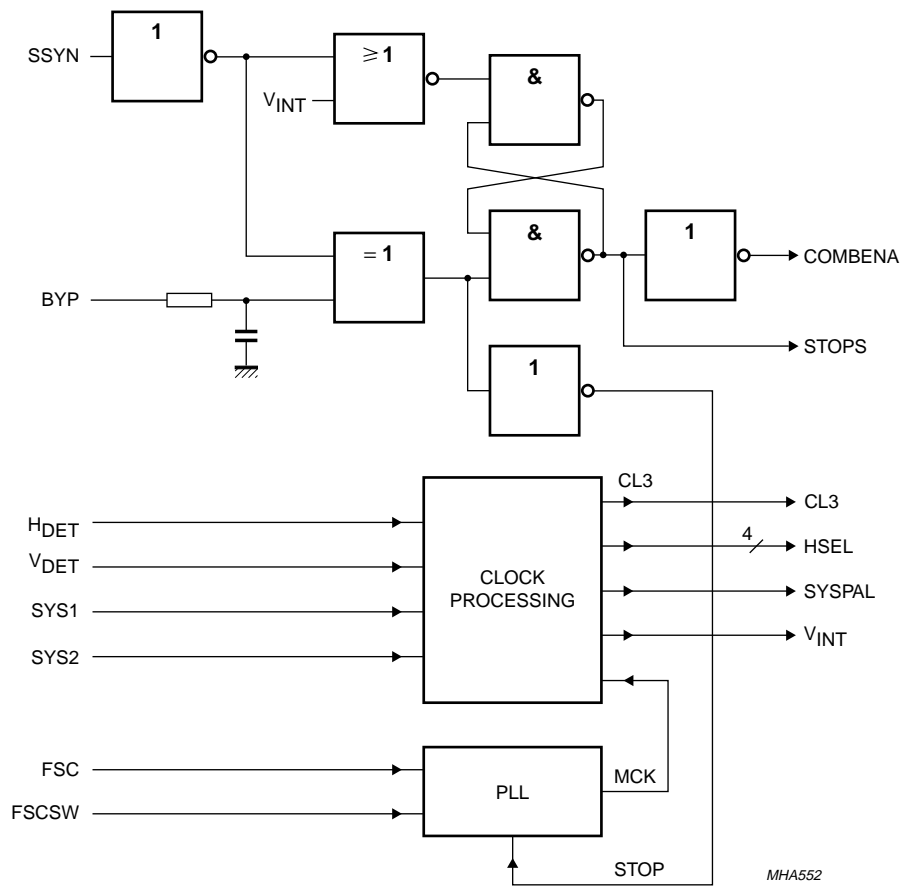 1
SSYN
≥ 1
VINT
&
&
1
COMBENA
= 1
BYP
STOPS
1
CL3
CL3
HDET
4
HSEL
VDET
CLOCK
PROCESSING
SYSPAL
SYS1
VINT
SYS2
FSC
PLL
MCK
FSCSW
STOP
MHA552